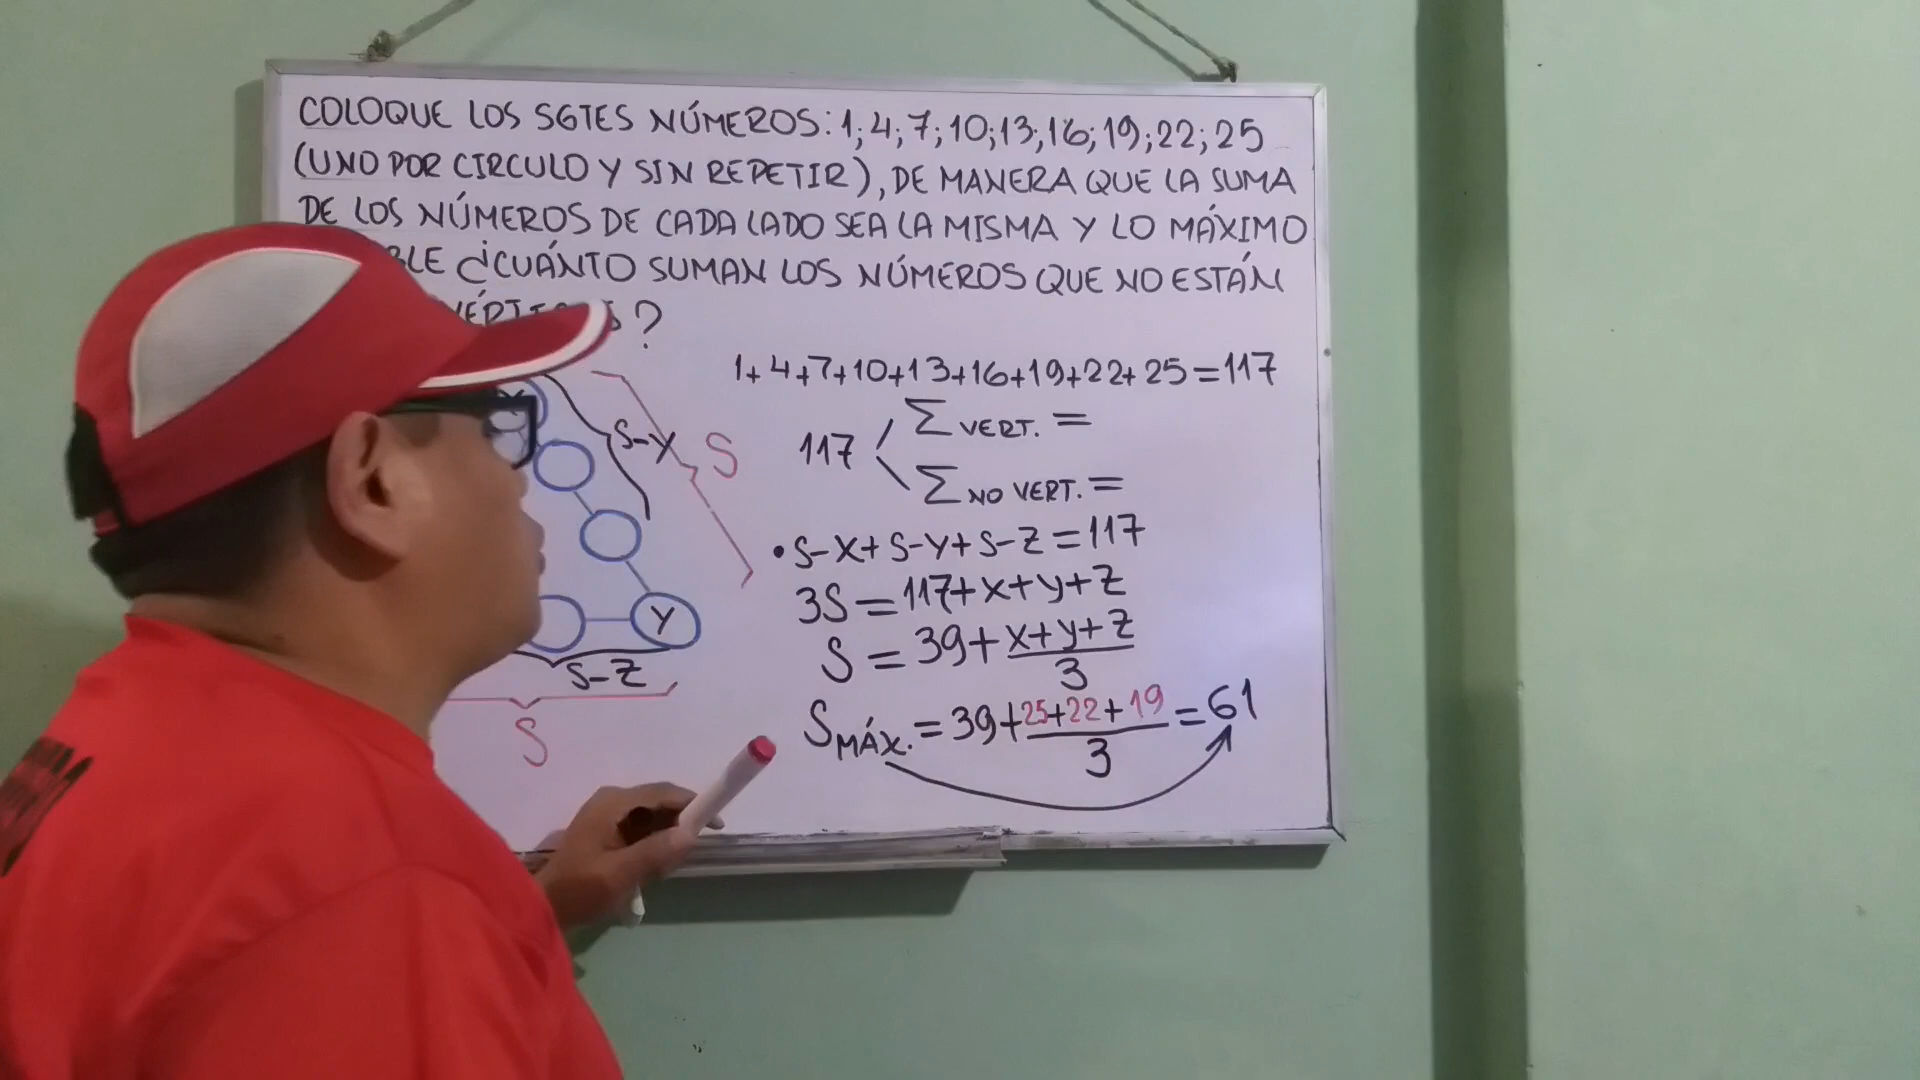 COLOQUE LOS SGTES NÚMEROS: 1; 4; 7; 10; 13; 16; 19; 22; 25
(UNO POR CIRCULO Y SIN REPETIR), DE MANERA QUE LA SUMA
DE LOS NÚMEROS DE CADA LADO SEA LA MISMA Y LO MÁXIMO
BLE ¿CUÁNTO SUMAN LOS NÚMEROS QUE NO ESTÁN
?
1+4+7+10+13+16+19+22+25=117
117
Σ VERT. =
Σ NO VERT. =
S-Y
S
• S-X+S-Y+S-Z=117
3S=117+X+Y+Z
S=39+X+Y+Z/3
Y
S-Z
S
SMÁX.=39+25+22+19/3=61